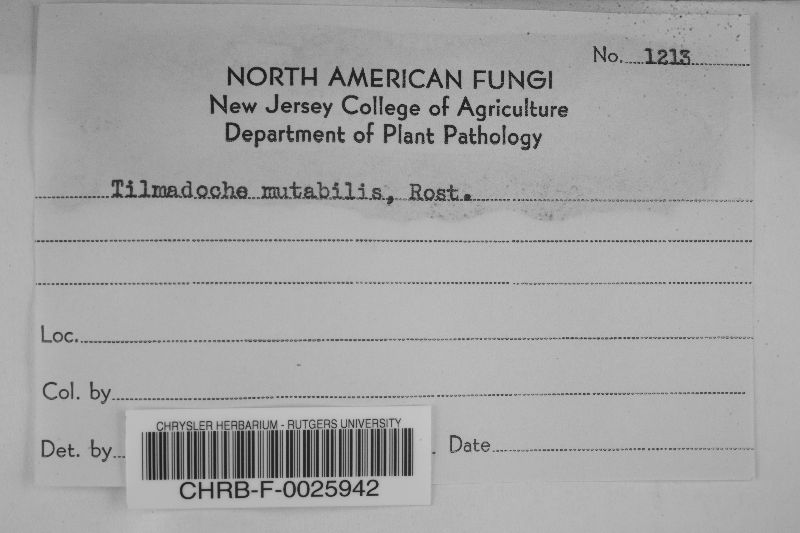 No. 1213
NORTH AMERICAN FUNGI
New Jersey College of Agriculture
Department of Plant Pathology
Tilmadoche mutabilis, Rost.
Loc.
Col. by
Det. by
Date
CHRYSLER HERBARIUM - RUTGERS UNIVERSITY
CHRB-F-0025942